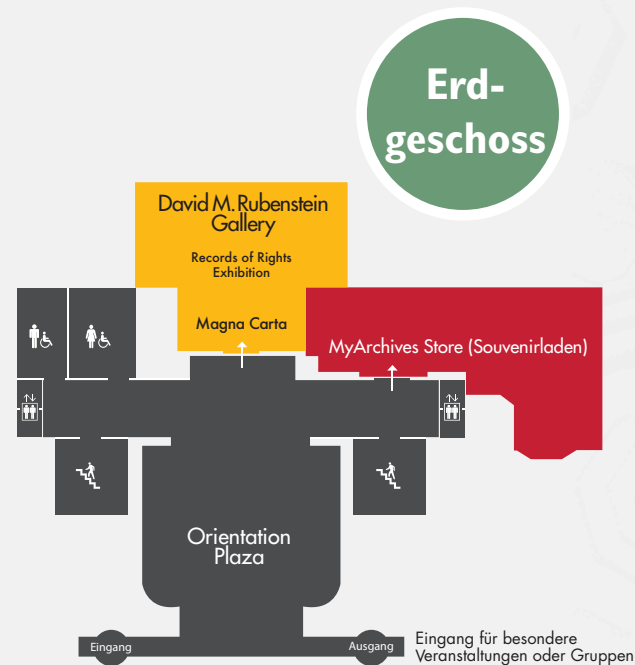 Erd-
geschoss
David M. Rubenstein
Gallery
Records of Rights
Exhibition
Magna Carta
MyArchives Store (Souvenirladen)
Orientation
Plaza
Eingang
Ausgang
Eingang für besondere
Veranstaltungen oder Gruppen